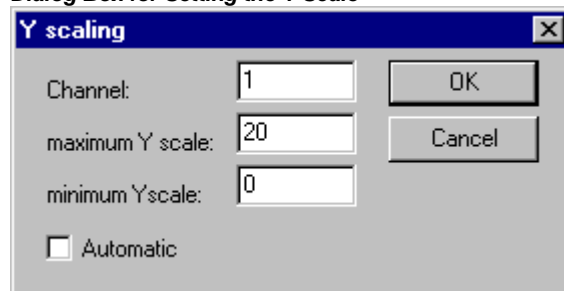 Dialog Box for Setting the Y Scale
Y scaling
Channel: 1 OK
maximum Y scale: 20 Cancel
minimum Yscale: 0
Automatic